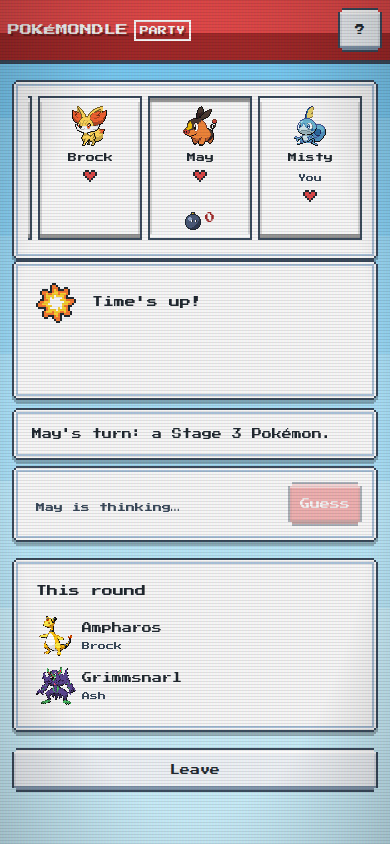 POKéMONDLE PARTY
?
Brock
May
Misty
You
0
Time's up!
May's turn: a Stage 3 Pokémon.
May is thinking…
Guess
This round
Ampharos
Brock
Grimmsnarl
Ash
Leave